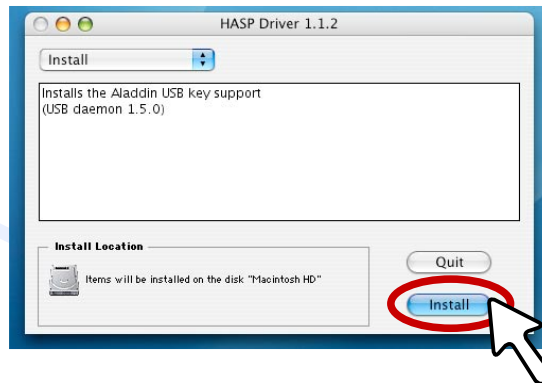 HASP Driver 1.1.2
Install
Installs the Aladdin USB key support
(USB daemon 1.5.0)
Install Location
Items will be installed on the disk "Macintosh HD"
Quit
Install